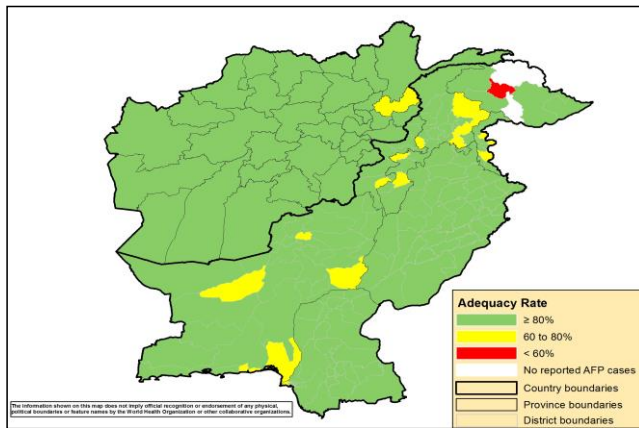 Adequacy Rate
≥ 80%
60 to 80%
< 60%
No reported AFP cases
Country boundaries
Province boundaries
District boundaries
The information shown on this map does not imply official recognition or endorsement of any physical,
political boundaries or feature names by the World Health Organization or other collaborative organizations.